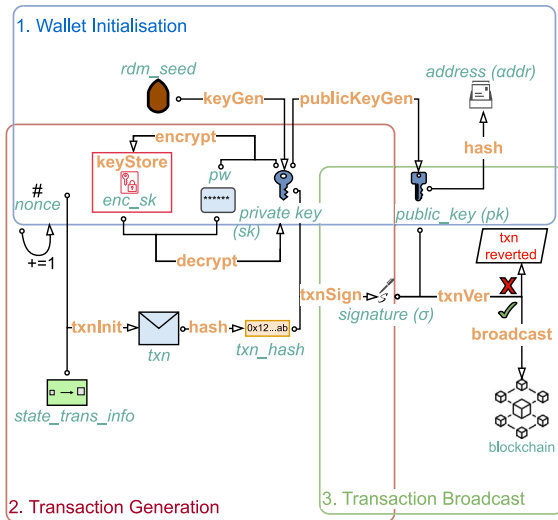 1. Wallet Initialisation
rdm_seed
address (αddr)
keyGen
publicKeyGen
encrypt
hash
keyStore
pw
enc_sk
******
#
nonce
private key
(sk)
public_key (pk)
+=1
decrypt
txn
reverted
txnSign
S
txnVer
signature (σ)
txnInit
hash
0x12...ab
broadcast
txn
txn_hash
state_trans_info
blockchain
2. Transaction Generation
3. Transaction Broadcast